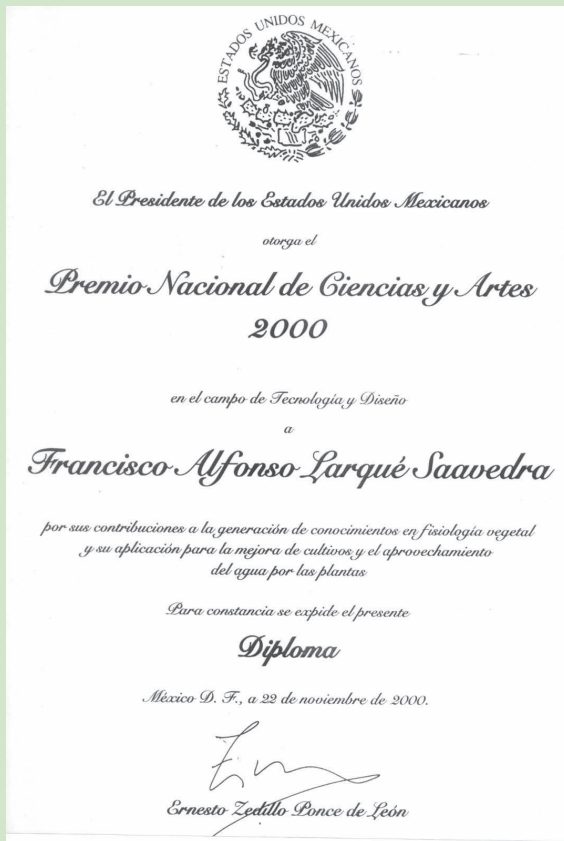 ESTADOS UNIDOS MEXICANOS
El Presidente de los Estados Unidos Mexicanos
otorga el
Premio Nacional de Ciencias y Artes
2000
en el campo de Tecnología y Diseño
a
Francisco Alfonso Larqué Saavedra
por sus contribuciones a la generación de conocimientos en fisiología vegetal
y su aplicación para la mejora de cultivos y el aprovechamiento
del agua por las plantas
Para constancia se expide el presente
Diploma
México D. F., a 22 de noviembre de 2000.
Ernesto Zedillo Ponce de León